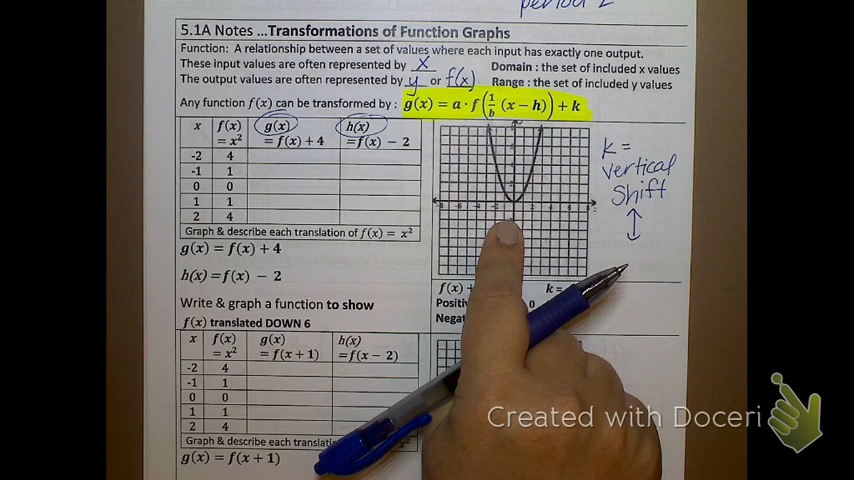 period 2
5.1A Notes ...Transformations of Function Graphs
Function: A relationship between a set of values where each input has exactly one output.
These input values are often represented by x
Domain : the set of included x values
The output values are often represented by y or f(x)
Range : the set of included y values
Any function f(x) can be transformed by : g(x) = a · f(1/b (x − h)) + k
x f(x) = x² g(x) = f(x) + 4 h(x) = f(x) − 2
-2 4
-1 1
0 0
1 1
2 4
k =
vertical
shift
Graph & describe each translation of f(x) = x²
g(x) = f(x) + 4
h(x) = f(x) − 2
f(x) + k =
Write & graph a function to show
Positi 0
f(x) translated DOWN 6
Negat
x f(x) = x² g(x) = f(x + 1) h(x) = f(x − 2)
-2 4
-1 1
0 0
1 1
2 4
Graph & describe each translati x²
g(x) = f(x + 1)
Created with Doceri